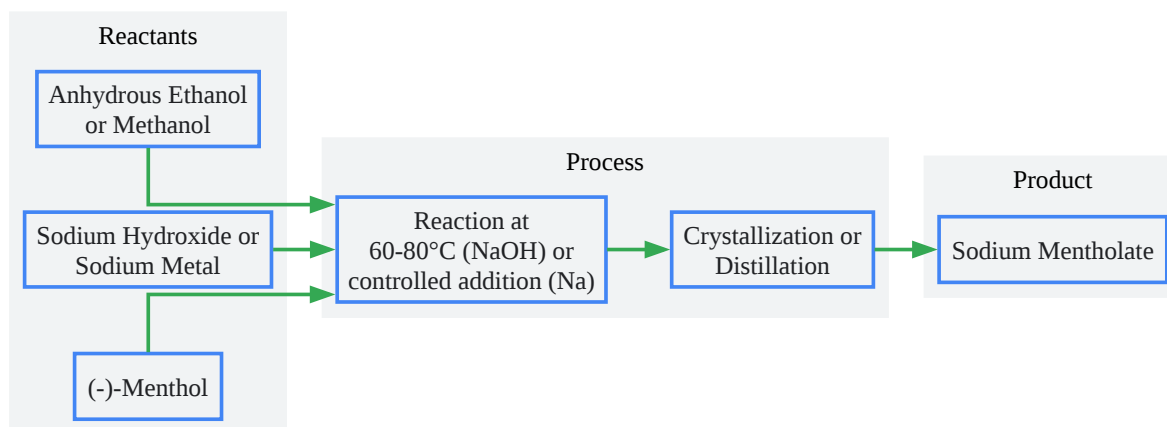 Reactants
Anhydrous Ethanol
or Methanol
Sodium Hydroxide or
Sodium Metal
(-)-Menthol
Process
Reaction at
60-80°C (NaOH) or
controlled addition (Na)
Crystallization or
Distillation
Product
Sodium Mentholate